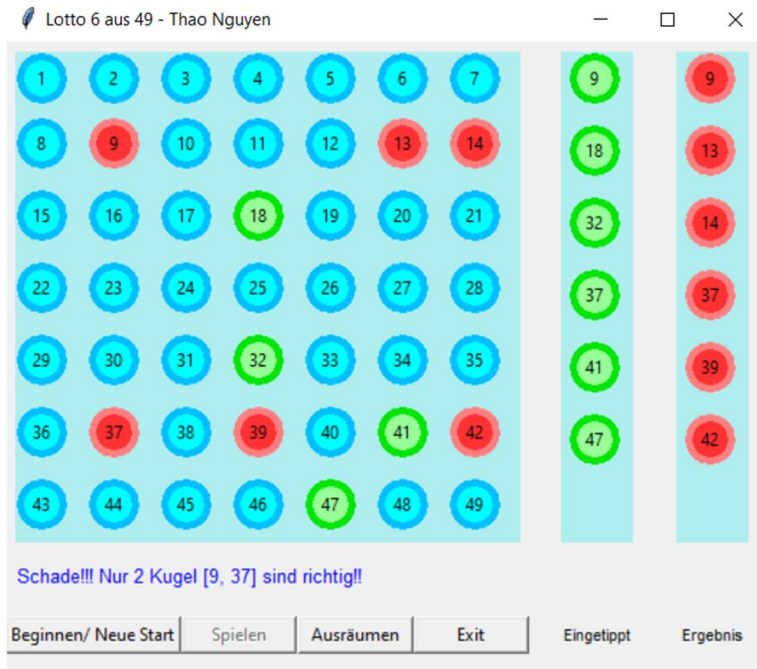 Lotto 6 aus 49 - Thao Nguyen
1 2 3 4 5 6 7 9 9
8 9 10 11 12 13 14 18 13
15 16 17 18 19 20 21 32 14
22 23 24 25 26 27 28 37 37
29 30 31 32 33 34 35 41 39
36 37 38 39 40 41 42 47 42
43 44 45 46 47 48 49
Schade!!! Nur 2 Kugel [9, 37] sind richtig!!
Beginnen/ Neue Start Spielen Ausräumen Exit Eingetippt Ergebnis